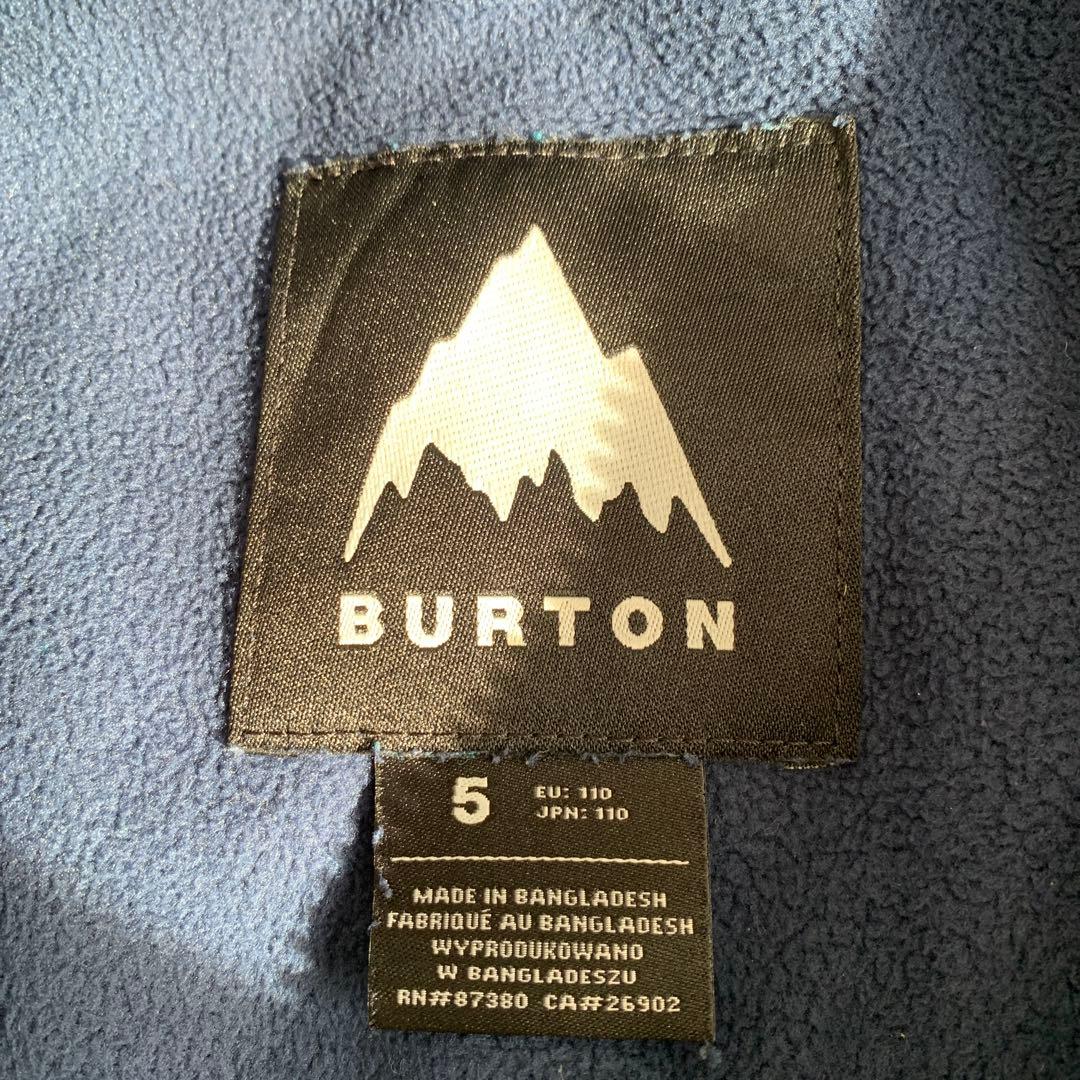 BURTON
5
EU: 110
JPN: 110
MADE IN BANGLADESH
FABRIQUÉ AU BANGLADESH
WYPRODUKOWANO
W BANGLADESZU
RN#87380 CA#26902